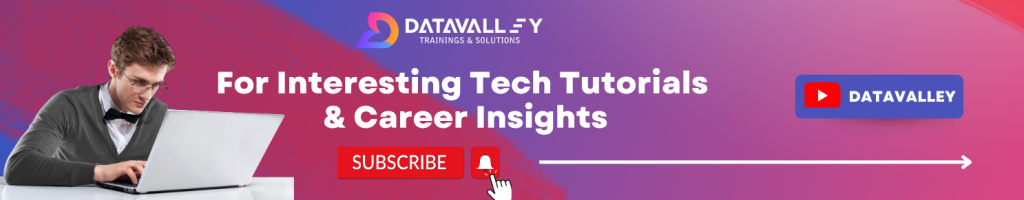 DATAVALLEY
TRAININGS & SOLUTIONS
For Interesting Tech Tutorials
& Career Insights
DATAVALLEY
SUBSCRIBE